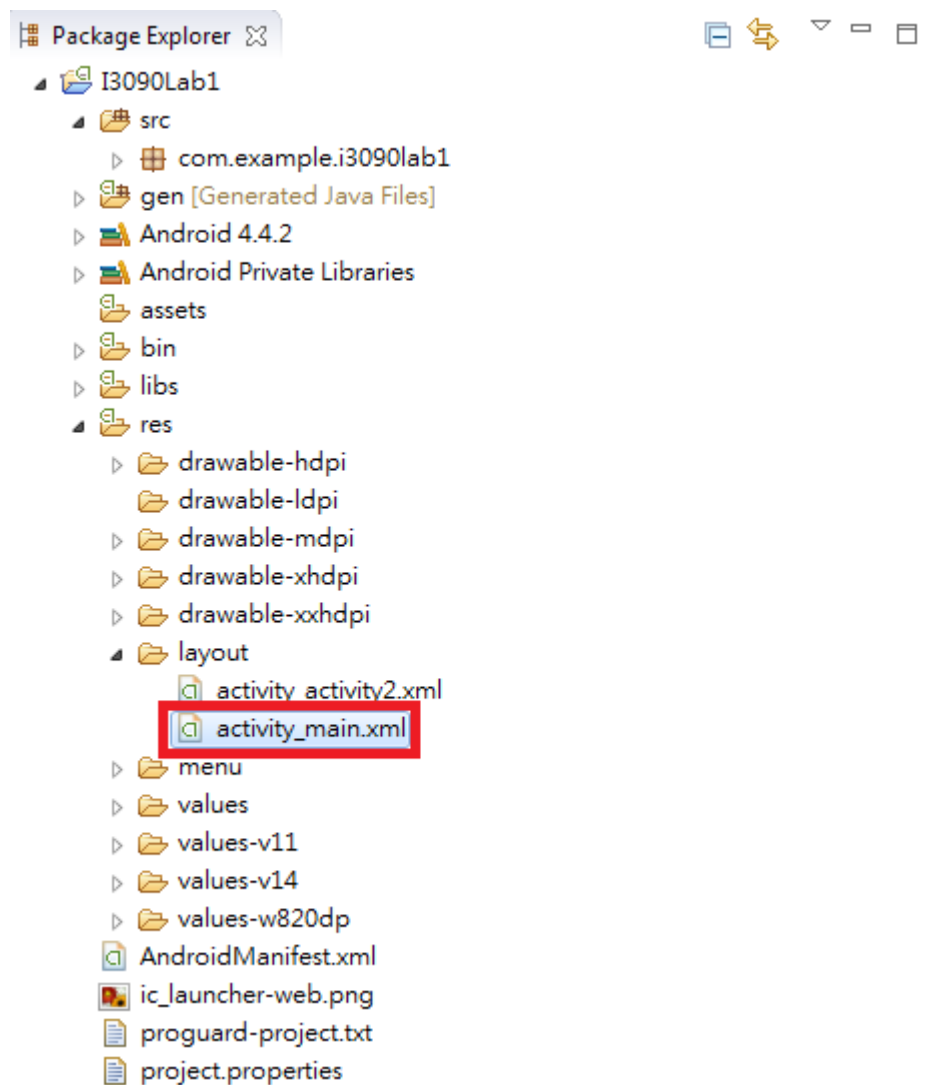 Package Explorer
I3090Lab1
src
com.example.i3090lab1
gen [Generated Java Files]
Android 4.4.2
Android Private Libraries
assets
bin
libs
res
drawable-hdpi
drawable-ldpi
drawable-mdpi
drawable-xhdpi
drawable-xxhdpi
layout
activity_activity2.xml
activity_main.xml
menu
values
values-v11
values-v14
values-w820dp
AndroidManifest.xml
ic_launcher-web.png
proguard-project.txt
project.properties